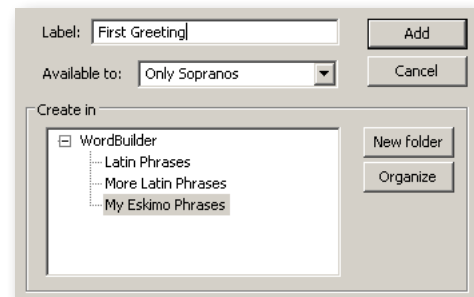 Label: First Greeting Add
Available to: Only Sopranos Cancel
Create in
WordBuilder New folder
Latin Phrases
More Latin Phrases Organize
My Eskimo Phrases